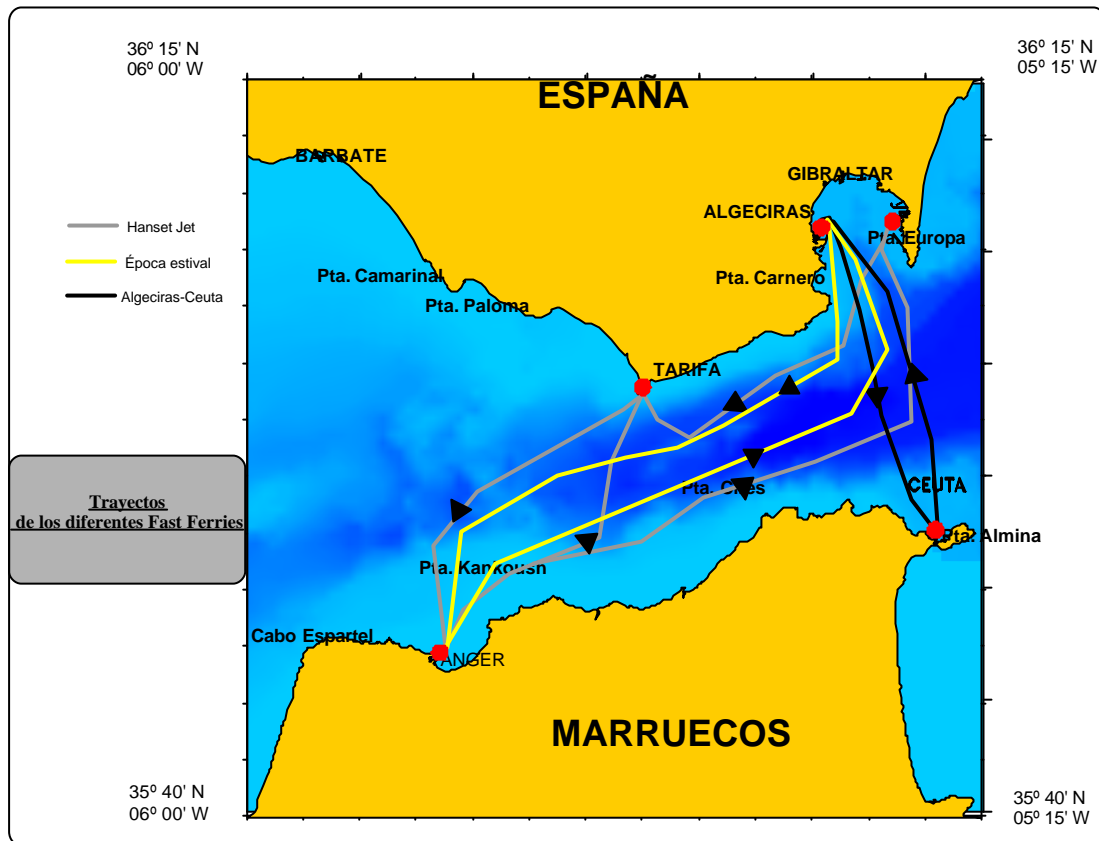 36º 15' N
06º 00' W
36º 15' N
05º 15' W
ESPAÑA
BARBATE
GIBRALTAR
ALGECIRAS
Hanset Jet
Pta. Europa
Época estival
Pta. Camarinal
Pta. Carnero
Algeciras-Ceuta
Pta. Paloma
TARIFA
Trayectos
de los diferentes Fast Ferries
CEUTA
Pta. Almina
Pta. Kankoush
Cabo Espartel
ANGER
MARRUECOS
35º 40' N
06º 00' W
35º 40' N
05º 15' W